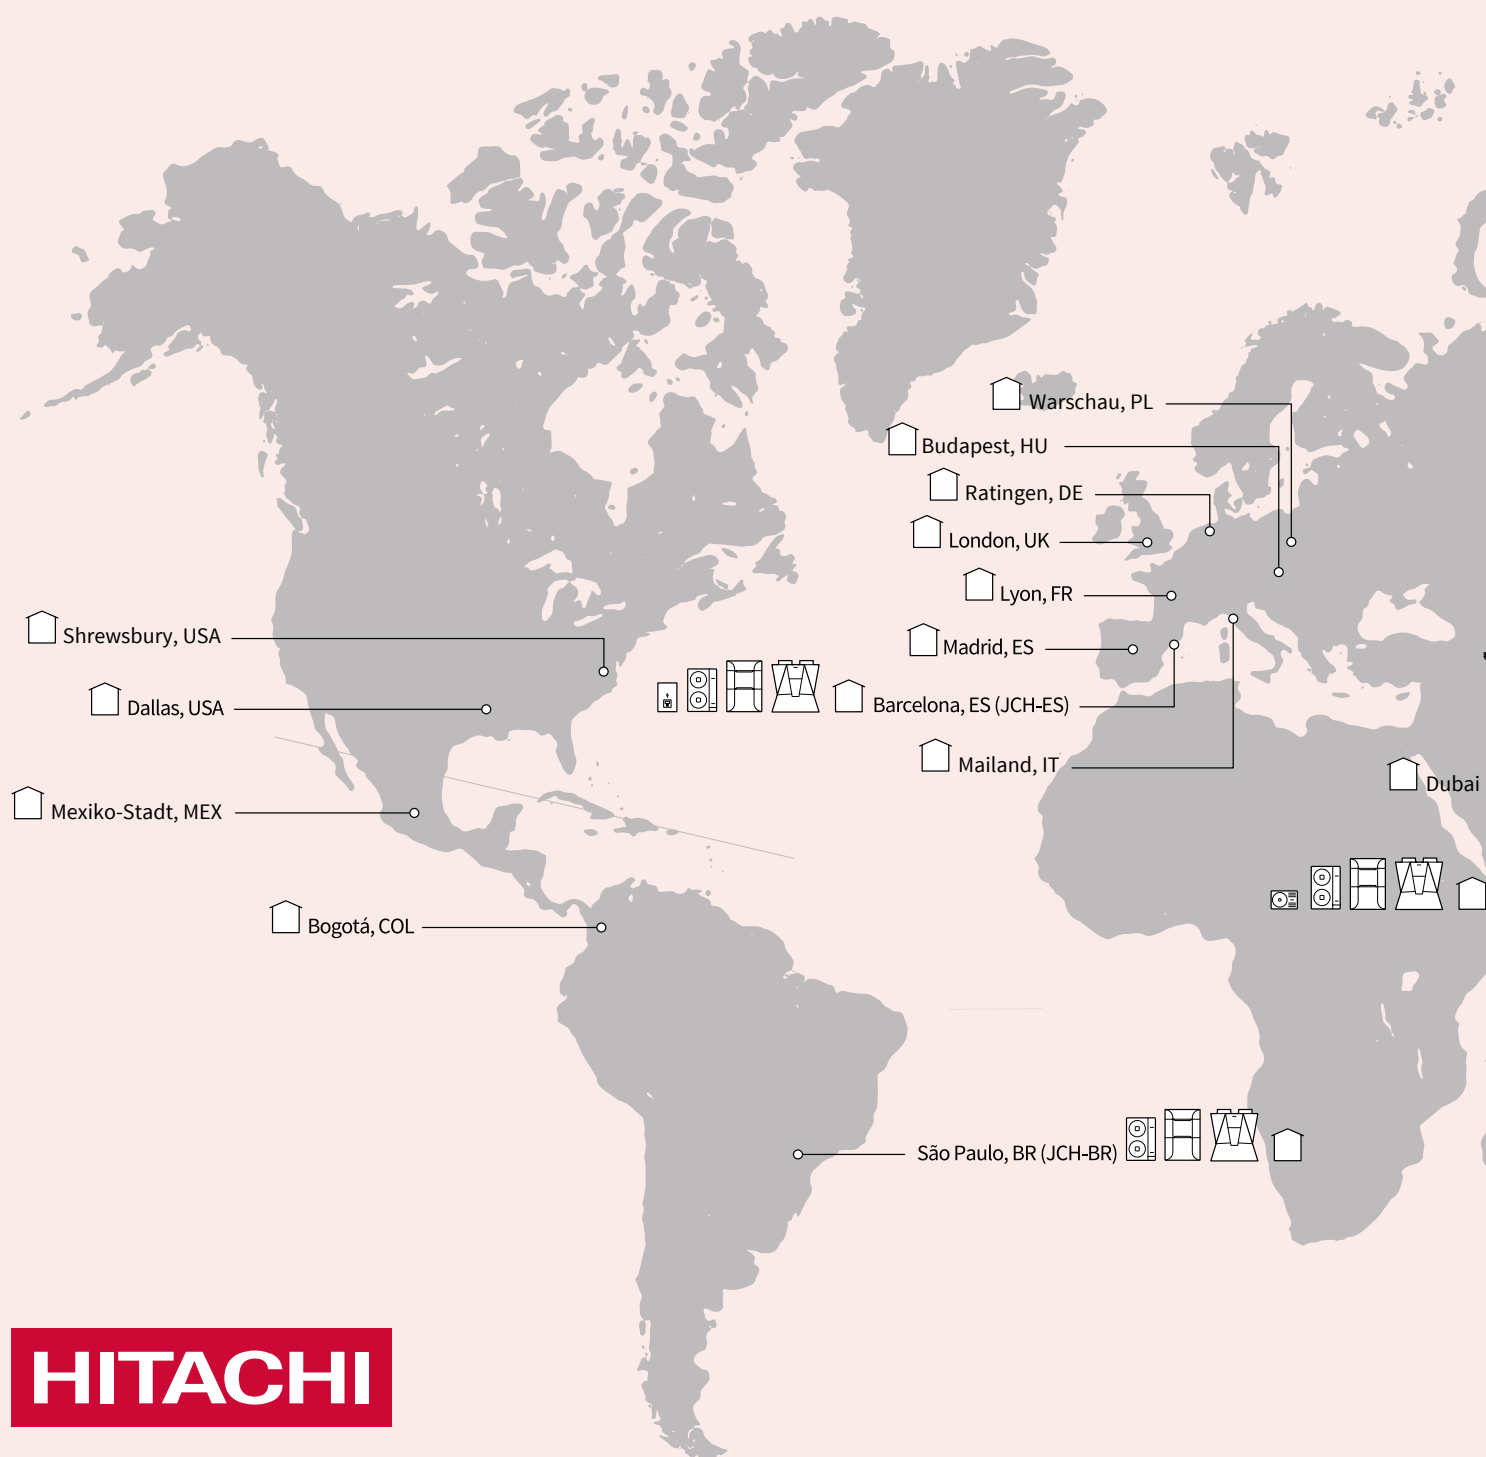 Warschau, PL
Budapest, HU
Ratingen, DE
London, UK
Lyon, FR
Shrewsbury, USA
Madrid, ES
Dallas, USA
Barcelona, ES (JCH-ES)
Mailand, IT
Dubai
Mexiko-Stadt, MEX
Bogotá, COL
São Paulo, BR (JCH-BR)
HITACHI